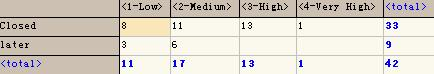 <1-Low> <2-Medium> <3-High> <4-Very High> <total>
Closed 8 11 13 1 33
later 3 6 9
<total> 11 17 13 1 42